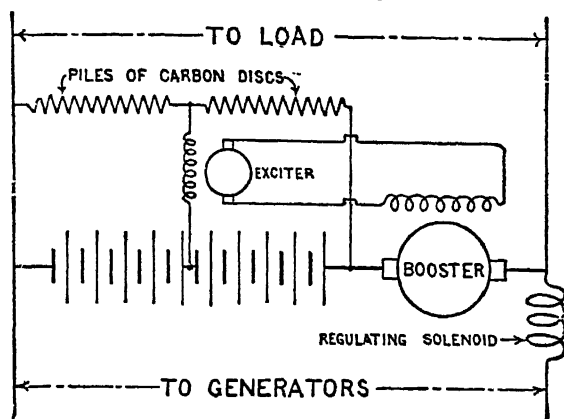 TO LOAD
PILES OF CARBON DISCS
EXCITER
BOOSTER
REGULATING SOLENOID
TO GENERATORS